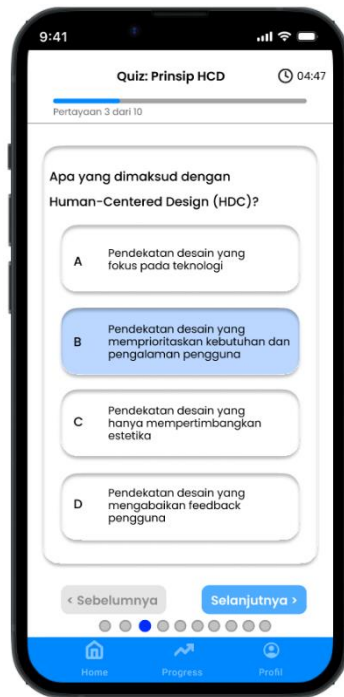 9:41
Quiz: Prinsip HCD
04:47
Pertayaan 3 dari 10
Apa yang dimaksud dengan
Human-Centered Design (HDC)?
A
Pendekatan desain yang
fokus pada teknologi
B
Pendekatan desain yang
memprioritaskan kebutuhan dan
pengalaman pengguna
C
Pendekatan desain yang
hanya mempertimbangkan
estetika
D
Pendekatan desain yang
mengabaikan feedback
pengguna
< Sebelumnya
Selanjutnya >
Home
Progress
Profil